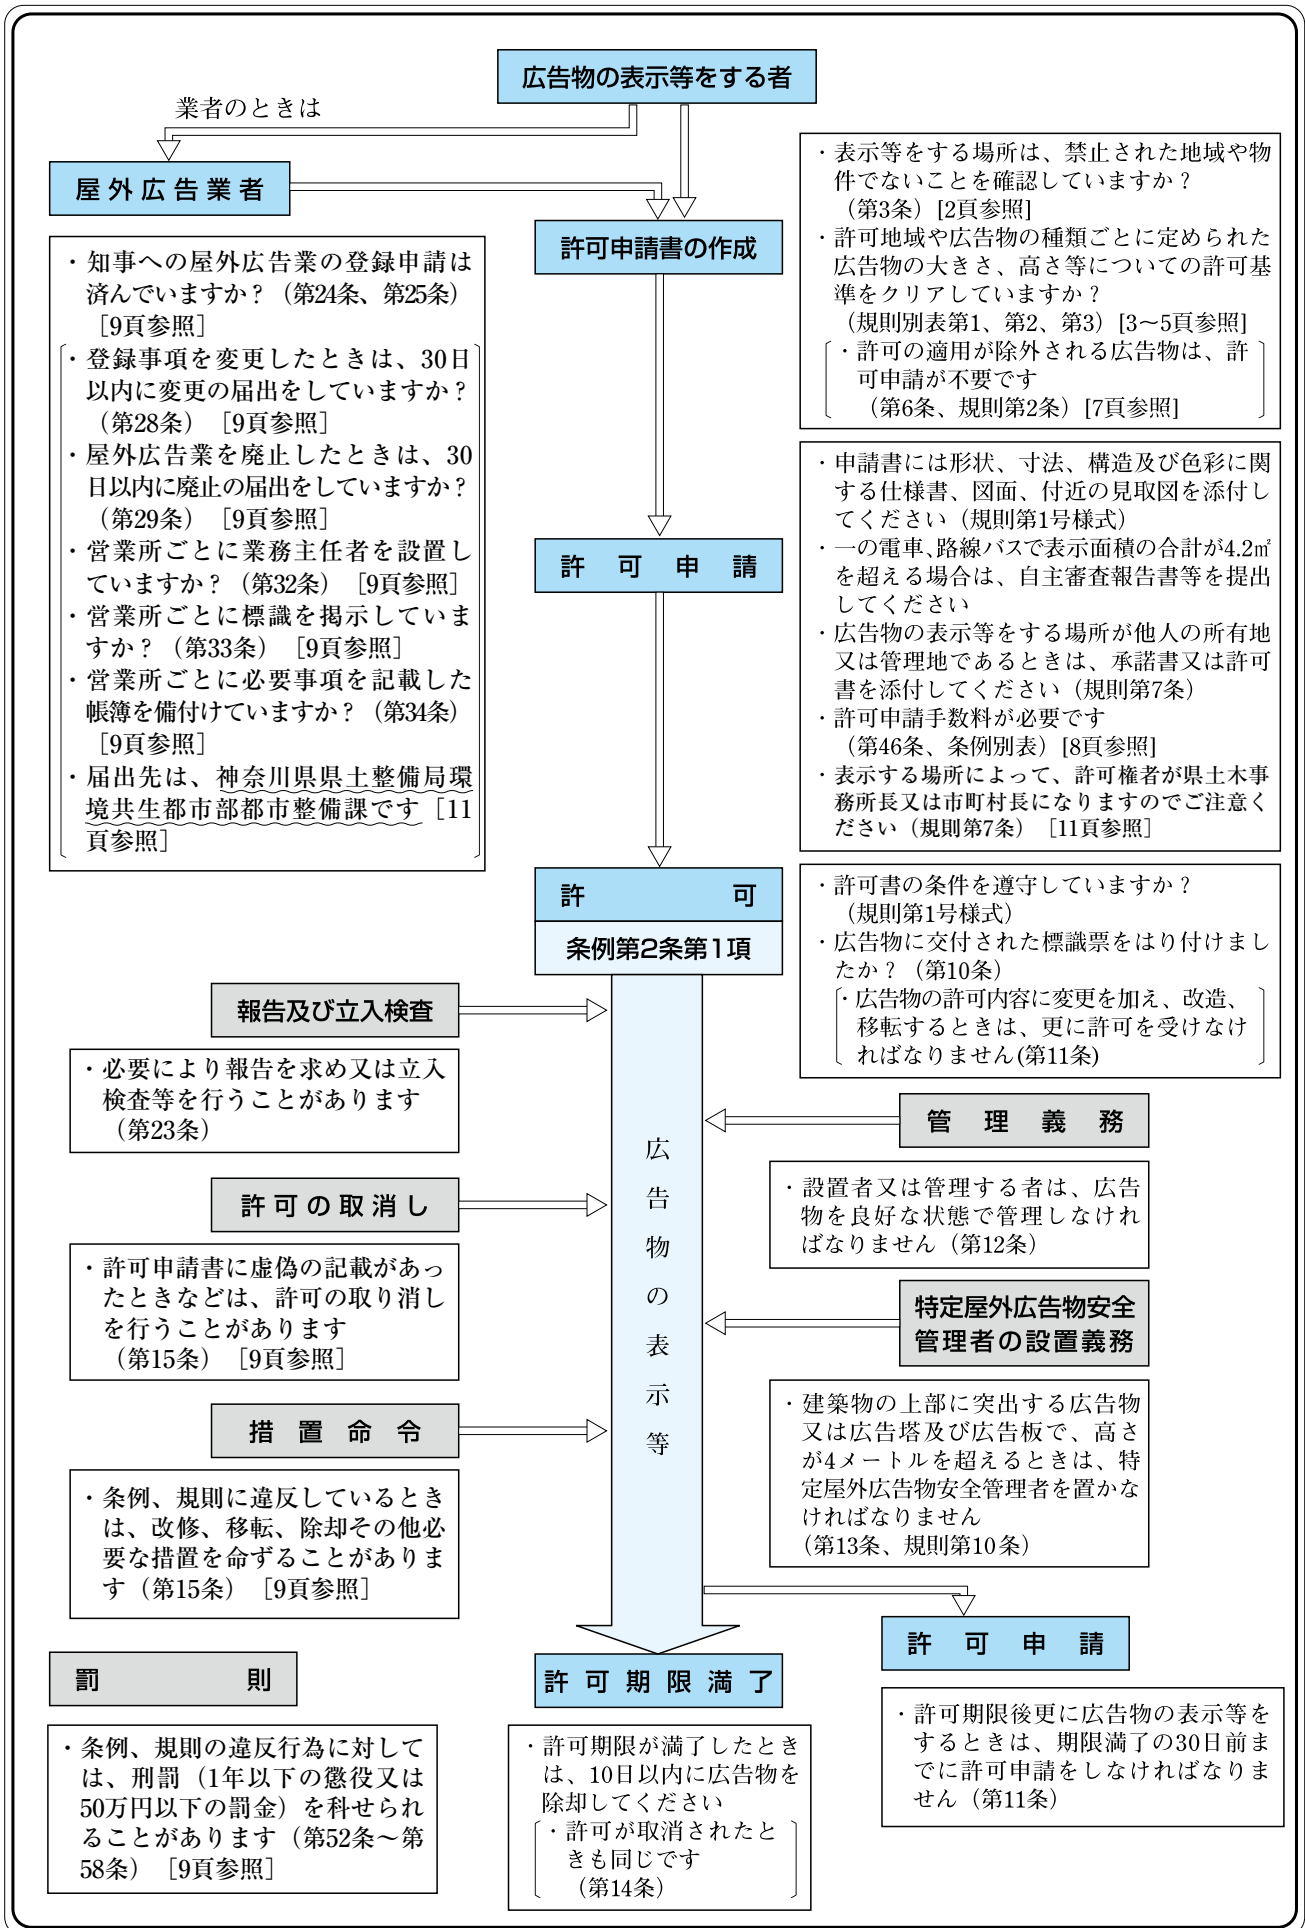 広告物の表示等をする者
業者のときは
屋外広告業者
・知事への屋外広告業の登録申請は
済んでいますか？（第24条、第25条）
［9頁参照］
・登録事項を変更したときは、30日
以内に変更の届出をしていますか？
（第28条）［9頁参照］
・屋外広告業を廃止したときは、30
日以内に廃止の届出をしていますか？
（第29条）［9頁参照］
・営業所ごとに業務主任者を設置し
ていますか？（第32条）［9頁参照］
・営業所ごとに標識を掲示していま
すか？（第33条）［9頁参照］
・営業所ごとに必要事項を記載した
帳簿を備付けていますか？（第34条）
［9頁参照］
・届出先は、神奈川県県土整備局環
境共生都市部都市整備課です［11
頁参照］
許可申請書の作成
・表示等をする場所は、禁止された地域や物
件でないことを確認していますか？
（第3条）[2頁参照]
・許可地域や広告物の種類ごとに定められた
広告物の大きさ、高さ等についての許可基
準をクリアしていますか？
（規則別表第1、第2、第3）[3〜5頁参照]
・許可の適用が除外される広告物は、許
可申請が不要です
（第6条、規則第2条）[7頁参照]
許可申請
・申請書には形状、寸法、構造及び色彩に関
する仕様書、図面、付近の見取図を添付し
てください（規則第1号様式）
・一の電車、路線バスで表示面積の合計が4.2㎡
を超える場合は、自主審査報告書等を提出
してください
・広告物の表示等をする場所が他人の所有地
又は管理地であるときは、承諾書又は許可
書を添付してください（規則第7条）
・許可申請手数料が必要です
（第46条、条例別表）[8頁参照]
・表示する場所によって、許可権者が県土木事
務所長又は市町村長になりますのでご注意く
ださい（規則第7条）［11頁参照］
許可
条例第2条第1項
・許可書の条件を遵守していますか？
（規則第1号様式）
・広告物に交付された標識票をはり付けまし
たか？（第10条）
・広告物の許可内容に変更を加え、改造、
移転するときは、更に許可を受けなけ
ればなりません(第11条)
広告物の表示等
報告及び立入検査
・必要により報告を求め又は立入
検査等を行うことがあります
（第23条）
許可の取消し
・許可申請書に虚偽の記載があっ
たときなどは、許可の取り消し
を行うことがあります
（第15条）［9頁参照］
措置命令
・条例、規則に違反しているとき
は、改修、移転、除却その他必
要な措置を命ずることがありま
す（第15条）［9頁参照］
管理義務
・設置者又は管理する者は、広告
物を良好な状態で管理しなけれ
ばなりません（第12条）
特定屋外広告物安全
管理者の設置義務
・建築物の上部に突出する広告物
又は広告塔及び広告板で、高さ
が4メートルを超えるときは、特
定屋外広告物安全管理者を置かな
ければなりません
（第13条、規則第10条）
罰則
・条例、規則の違反行為に対して
は、刑罰（1年以下の懲役又は
50万円以下の罰金）を科せられ
ることがあります（第52条〜第
58条）［9頁参照］
許可期限満了
・許可期限が満了したとき
は、10日以内に広告物を
除却してください
・許可が取消されたと
きも同じです
（第14条）
許可申請
・許可期限後更に広告物の表示等を
するときは、期限満了の30日前ま
でに許可申請をしなければなりま
せん（第11条）